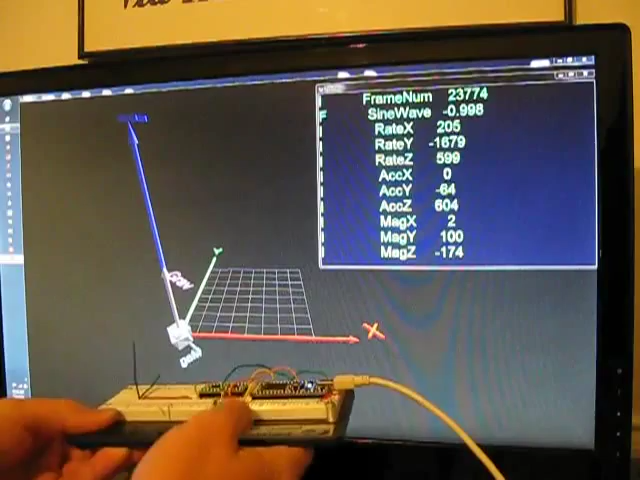 FrameNum 23774
SineWave -0.998
RateX 205
RateY -1679
RateZ 599
AccX 0
AccY -64
AccZ 604
MagX 2
MagY 100
MagZ -174
Y
X